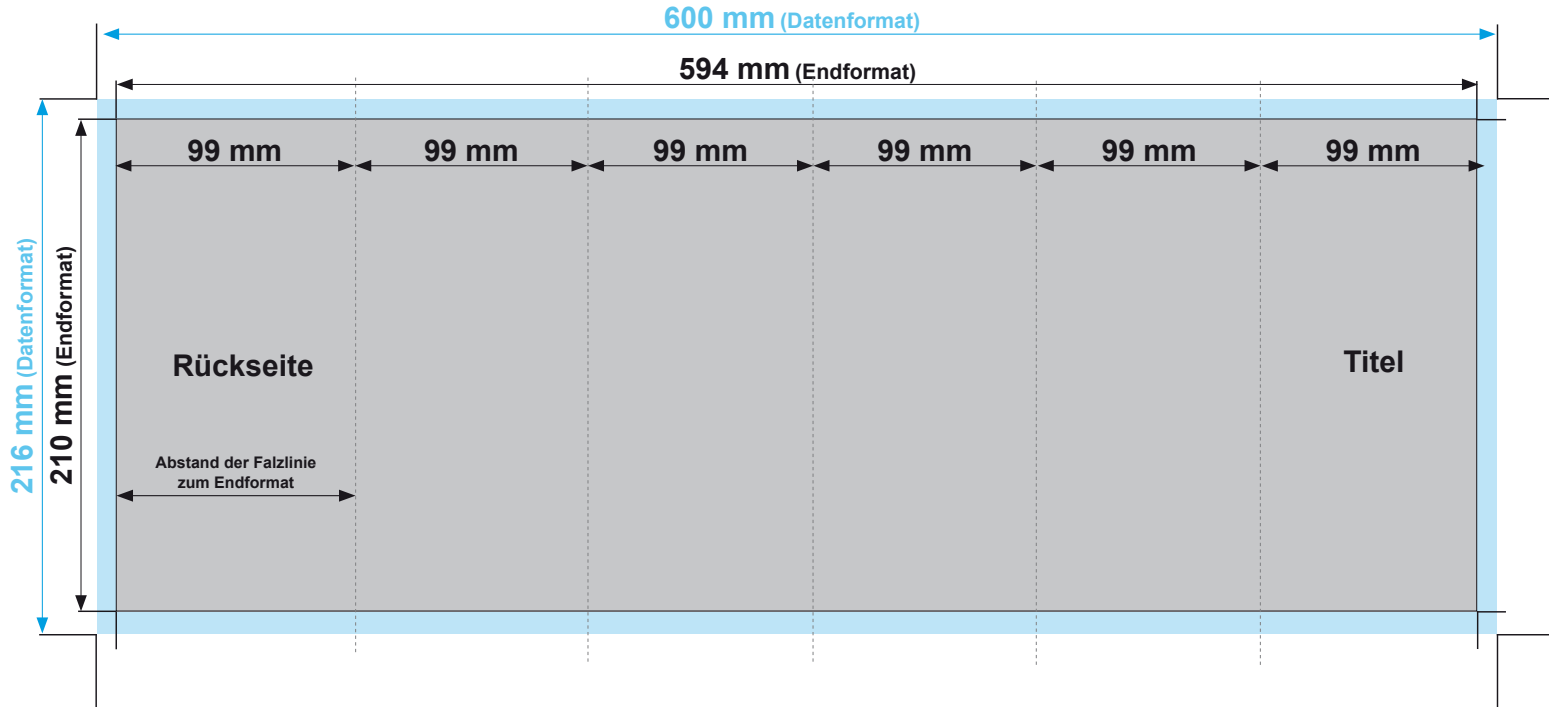 600 mm (Datenformat)
594 mm (Endformat)
99 mm 99 mm 99 mm 99 mm 99 mm 99 mm
216 mm (Datenformat)
210 mm (Endformat)
Rückseite
Titel
Abstand der Falzlinie
zum Endformat